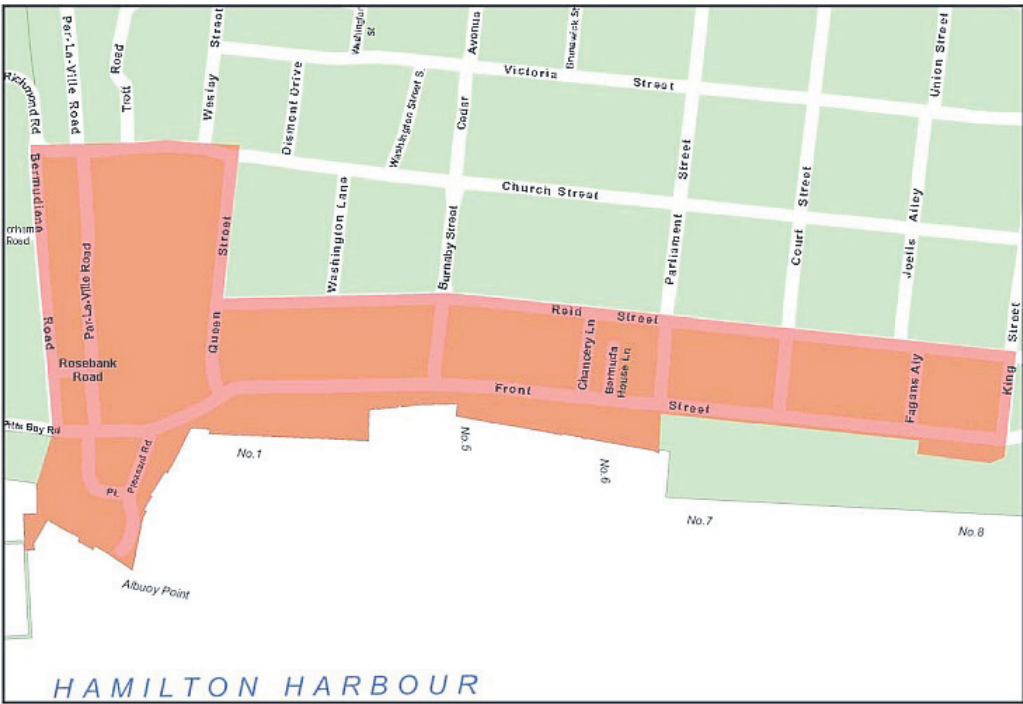 Richmond Rd
Par-La-Ville Road
Trott Road
Wesley Street
Dismont Drive
Washington St
Washington Street S.
Cedar Avenue
Brunswick St
Victoria Street
Union Street
Church Street
Bermudiana Road
Par-La-Ville Road
Queen Street
Washington Lane
Burnaby Street
Parliament Street
Court Street
Joells Alley
King Street
Reid Street
Chancery Ln
Bermuda House Ln
Fagans Aly
Rosebank Road
Front Street
Pitts Bay Rd
Pt. Pleasant Rd
No.1
No.5
No.6
No.7
No.8
Albuoy Point
HAMILTON HARBOUR